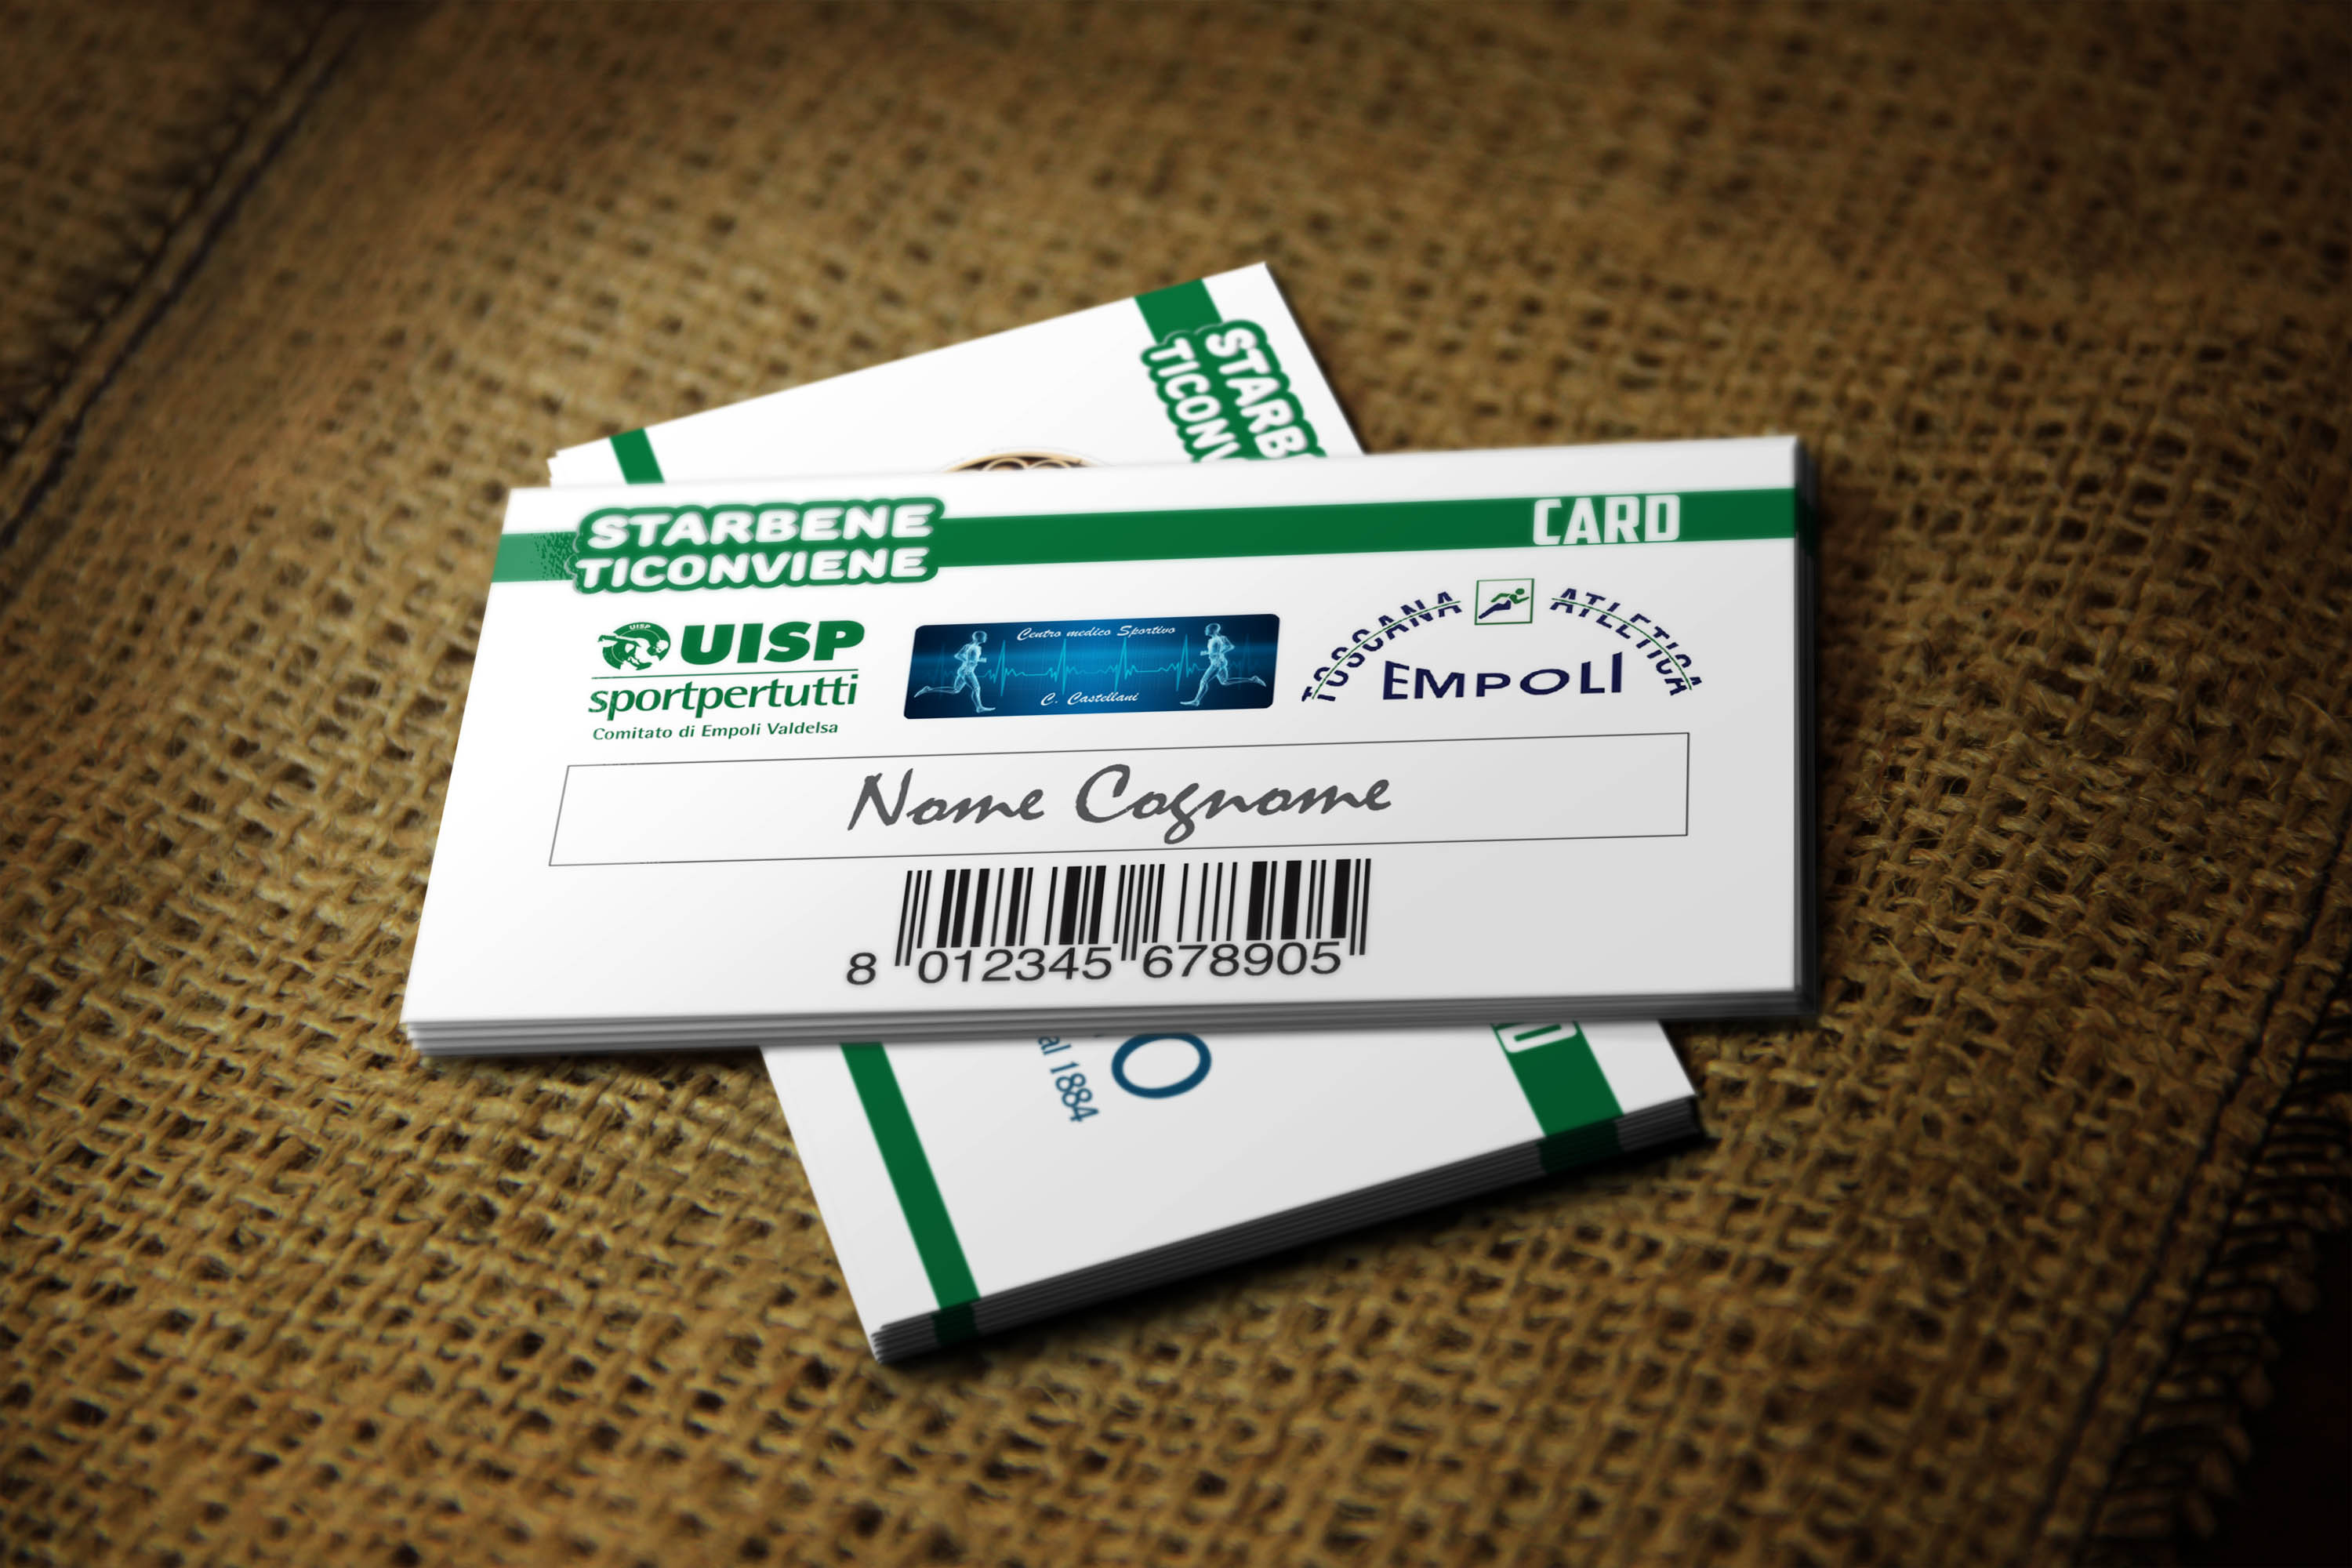 STARB
TICONV
STARBENE
TICONVIENE
CARD
UISP
UISP
sportpertutti
Comitato di Empoli Valdelsa
Centro medico Sportivo
C. Castellani
TOSCANA ATLETICA
EMPOLI
Nome Cognome
8 012345 678905
O
al 1884